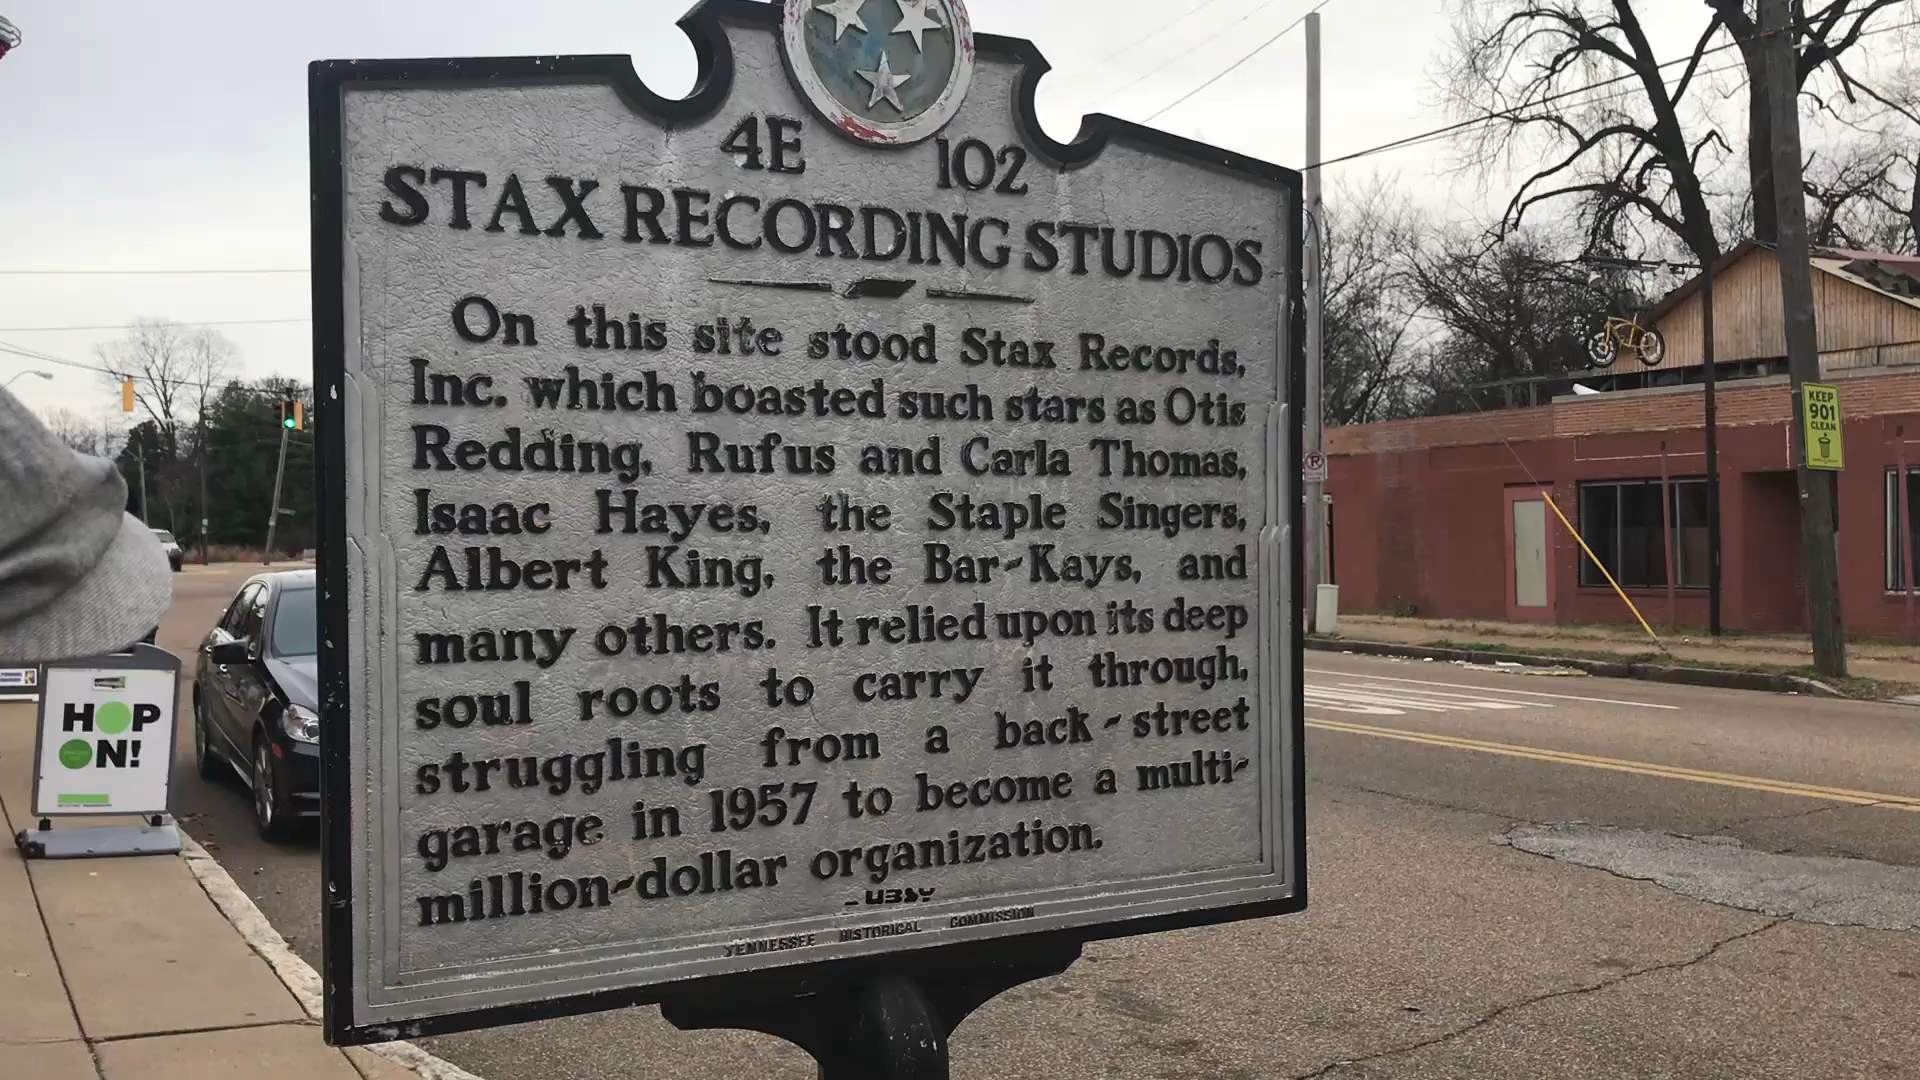 4E 102
STAX RECORDING STUDIOS
On this site stood Stax Records,
Inc. which boasted such stars as Otis
Redding, Rufus and Carla Thomas,
Isaac Hayes, the Staple Singers,
Albert King, the Bar-Kays, and
many others. It relied upon its deep
soul roots to carry it through,
struggling from a back-street
garage in 1957 to become a multi-
million-dollar organization.
TENNESSEE HISTORICAL COMMISSION
HOP
ON!
KEEP
901
CLEAN